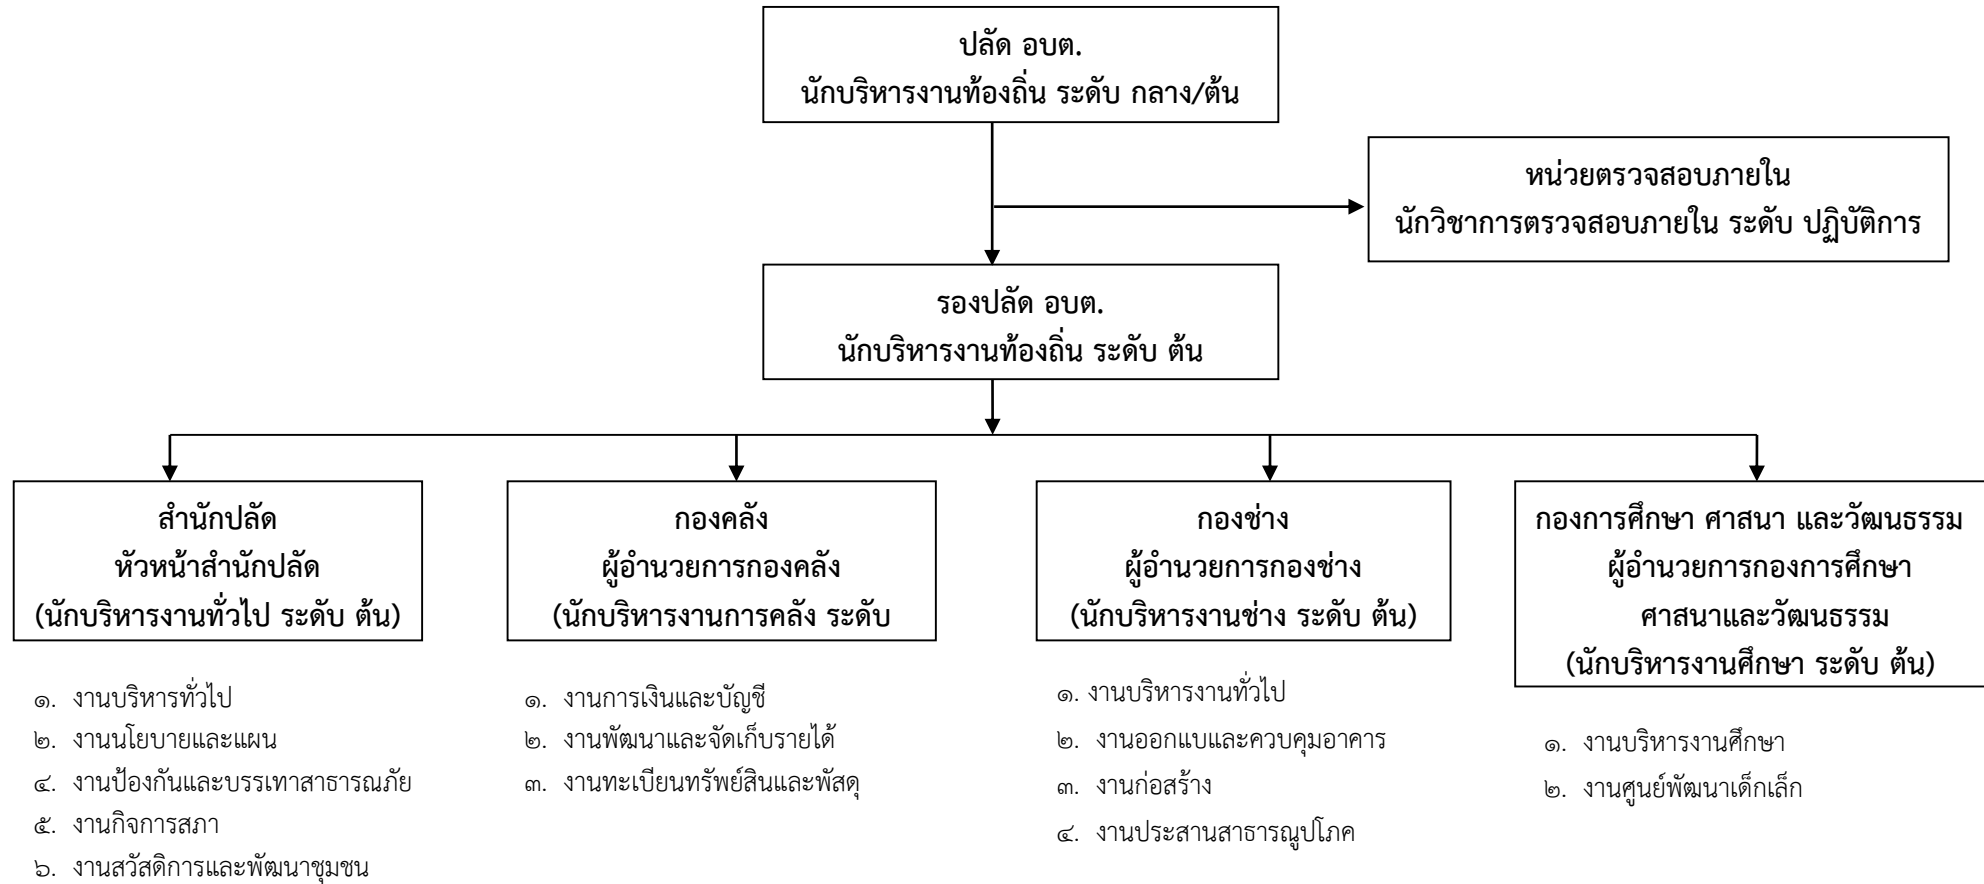 ปลัด อบต.
นักบริหารงานท้องถิ่น ระดับ กลาง/ต้น
หน่วยตรวจสอบภายใน
นักวิชาการตรวจสอบภายใน ระดับ ปฏิบัติการ
รองปลัด อบต.
นักบริหารงานท้องถิ่น ระดับ ต้น
สำนักปลัด
หัวหน้าสำนักปลัด
(นักบริหารงานทั่วไป ระดับ ต้น)
๑. งานบริหารทั่วไป
๒. งานนโยบายและแผน
๔. งานป้องกันและบรรเทาสาธารณภัย
๕. งานกิจการสภา
๖. งานสวัสดิการและพัฒนาชุมชน
กองคลัง
ผู้อำนวยการกองคลัง
(นักบริหารงานการคลัง ระดับ
๑. งานการเงินและบัญชี
๒. งานพัฒนาและจัดเก็บรายได้
๓. งานทะเบียนทรัพย์สินและพัสดุ
กองช่าง
ผู้อำนวยการกองช่าง
(นักบริหารงานช่าง ระดับ ต้น)
๑. งานบริหารงานทั่วไป
๒. งานออกแบบและควบคุมอาคาร
๓. งานก่อสร้าง
๔. งานประสานสาธารณูปโภค
กองการศึกษา ศาสนา และวัฒนธรรม
ผู้อำนวยการกองการศึกษา
ศาสนาและวัฒนธรรม
(นักบริหารงานศึกษา ระดับ ต้น)
๑. งานบริหารงานศึกษา
๒. งานศูนย์พัฒนาเด็กเล็ก